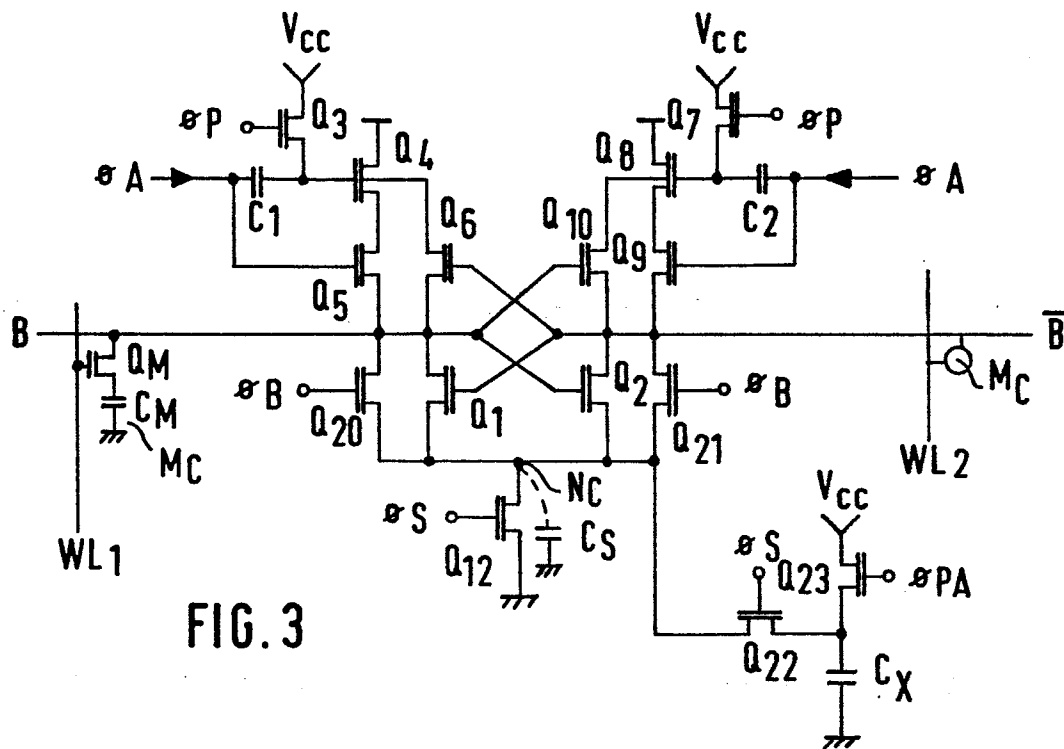 VCC
VCC
øP
Q3
Q7
øP
Q4
Q8
øA
C1
Q6
Q10
C2
øA
Q5
Q9
B
B̅
QM
CM
MC
øB
Q20
Q1
Q2
øB
Q21
MC
WL2
NC
øS
CS
Q12
WL1
VCC
øS
Q23
øPA
Q22
CX
FIG. 3